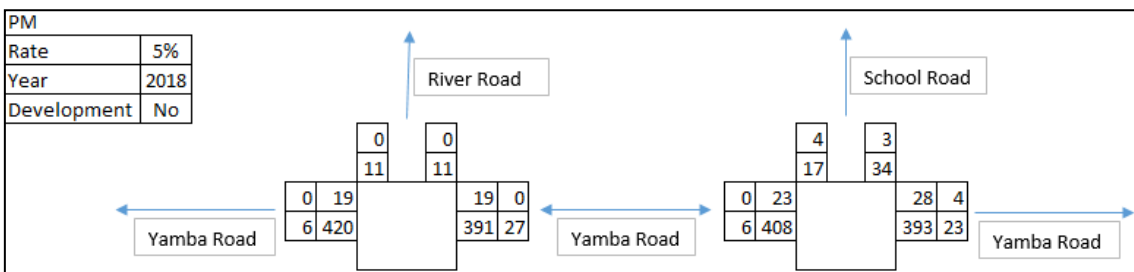 PM
Rate 5%
Year 2018
Development No
River Road
School Road
0 0
11 11
4 3
17 34
0 19 19 0
6 420 391 27
0 23 28 4
6 408 393 23
Yamba Road
Yamba Road
Yamba Road